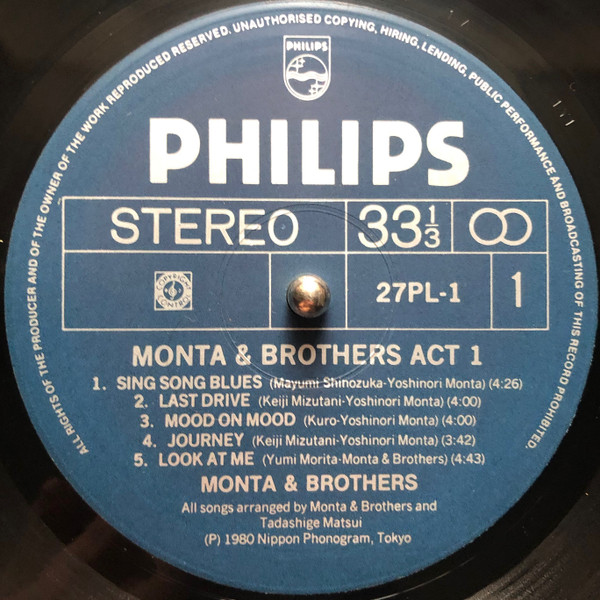 ALL RIGHTS OF THE PRODUCER AND OF THE OWNER OF THE WORK REPRODUCED RESERVED. UNAUTHORISED COPYING, HIRING, LENDING, PUBLIC PERFORMANCE AND BROADCASTING OF THIS RECORD PROHIBITED.
PHILIPS
PHILIPS
STEREO 33 1/3
COPYRIGHT CONTROL
27PL-1 1
MONTA & BROTHERS ACT 1
1. SING SONG BLUES (Mayumi Shinozuka-Yoshinori Monta) (4:26)
2. LAST DRIVE (Keiji Mizutani-Yoshinori Monta) (4:00)
3. MOOD ON MOOD (Kuro-Yoshinori Monta) (4:00)
4. JOURNEY (Keiji Mizutani-Yoshinori Monta) (3:42)
5. LOOK AT ME (Yumi Morita-Monta & Brothers) (4:43)
MONTA & BROTHERS
All songs arranged by Monta & Brothers and
Tadashige Matsui
(P) 1980 Nippon Phonogram, Tokyo